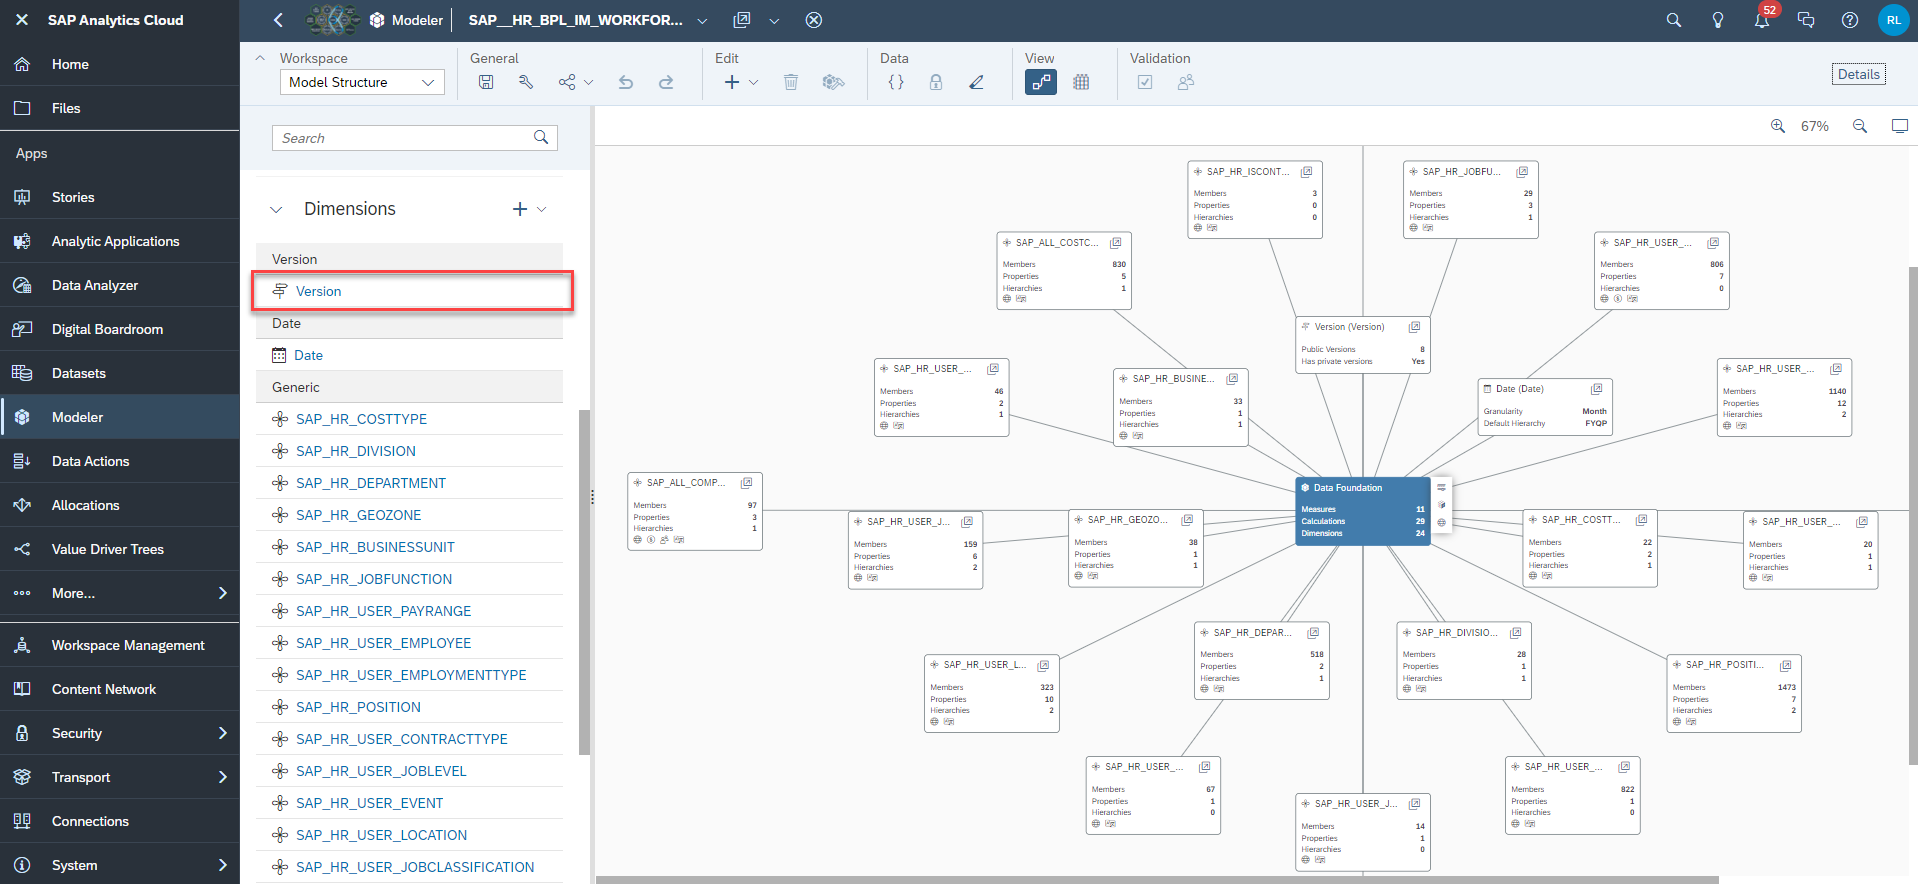 SAP Analytics Cloud
Modeler
SAP__HR_BPL_IM_WORKFOR...
52
RL
Home
Files
Apps
Stories
Analytic Applications
Data Analyzer
Digital Boardroom
Datasets
Modeler
Data Actions
Allocations
Value Driver Trees
More...
Workspace Management
Content Network
Security
Transport
Connections
System
Workspace
Model Structure
General
Edit
Data
View
Validation
Details
Search
67%
Dimensions
Version
Version
Date
Date
Generic
SAP_HR_COSTTYPE
SAP_HR_DIVISION
SAP_HR_DEPARTMENT
SAP_HR_GEOZONE
SAP_HR_BUSINESSUNIT
SAP_HR_JOBFUNCTION
SAP_HR_USER_PAYRANGE
SAP_HR_USER_EMPLOYEE
SAP_HR_USER_EMPLOYMENTTYPE
SAP_HR_POSITION
SAP_HR_USER_CONTRACTTYPE
SAP_HR_USER_JOBLEVEL
SAP_HR_USER_EVENT
SAP_HR_USER_LOCATION
SAP_HR_USER_JOBCLASSIFICATION
SAP_HR_ISCONT...
Members 3
Properties 0
Hierarchies 0
SAP_HR_JOBFU...
Members 29
Properties 3
Hierarchies 1
SAP_ALL_COSTC...
Members 830
Properties 5
Hierarchies 1
SAP_HR_USER_...
Members 806
Properties 7
Hierarchies 0
Version (Version)
Public Versions 8
Has private versions Yes
SAP_HR_USER_...
Members 46
Properties 2
Hierarchies 1
SAP_HR_BUSINE...
Members 33
Properties 1
Hierarchies 1
Date (Date)
Granularity Month
Default Hierarchy FYQP
SAP_HR_USER_...
Members 1140
Properties 12
Hierarchies 2
SAP_ALL_COMP...
Members 97
Properties 3
Hierarchies 1
Data Foundation
Measures 11
Calculations 29
Dimensions 24
SAP_HR_USER_J...
Members 159
Properties 6
Hierarchies 2
SAP_HR_GEOZO...
Members 38
Properties 1
Hierarchies 1
SAP_HR_COSTT...
Members 22
Properties 2
Hierarchies 1
SAP_HR_USER_...
Members 20
Properties 1
Hierarchies 1
SAP_HR_DEPAR...
Members 518
Properties 2
Hierarchies 1
SAP_HR_DIVISIO...
Members 28
Properties 1
Hierarchies 1
SAP_HR_USER_L...
Members 323
Properties 10
Hierarchies 2
SAP_HR_POSITI...
Members 1473
Properties 7
Hierarchies 2
SAP_HR_USER_...
Members 67
Properties 1
Hierarchies 0
SAP_HR_USER_J...
Members 14
Properties 1
Hierarchies 0
SAP_HR_USER_...
Members 822
Properties 1
Hierarchies 0